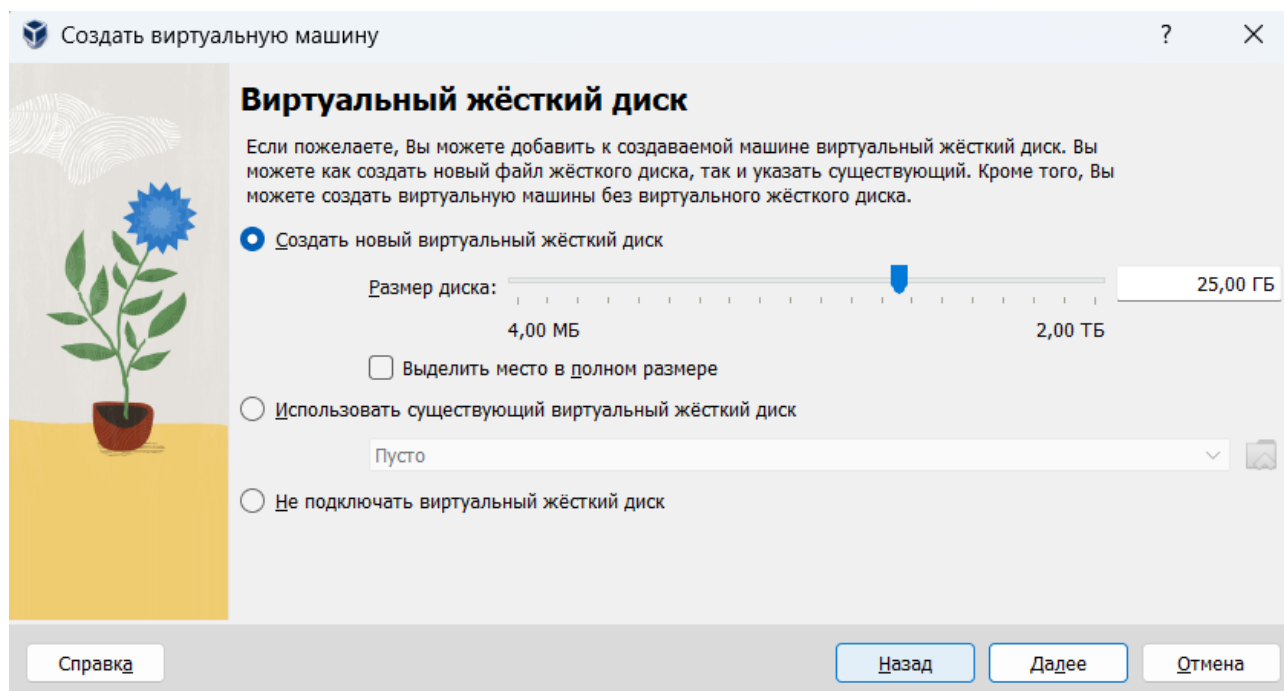 Создать виртуальную машину
?
Виртуальный жёсткий диск
Если пожелаете, Вы можете добавить к создаваемой машине виртуальный жёсткий диск. Вы
можете как создать новый файл жёсткого диска, так и указать существующий. Кроме того, Вы
можете создать виртуальную машины без виртуального жёсткого диска.
Создать новый виртуальный жёсткий диск
Размер диска: 25,00 ГБ
4,00 МБ 2,00 ТБ
Выделить место в полном размере
Использовать существующий виртуальный жёсткий диск
Пусто
Не подключать виртуальный жёсткий диск
Справка Назад Далее Отмена